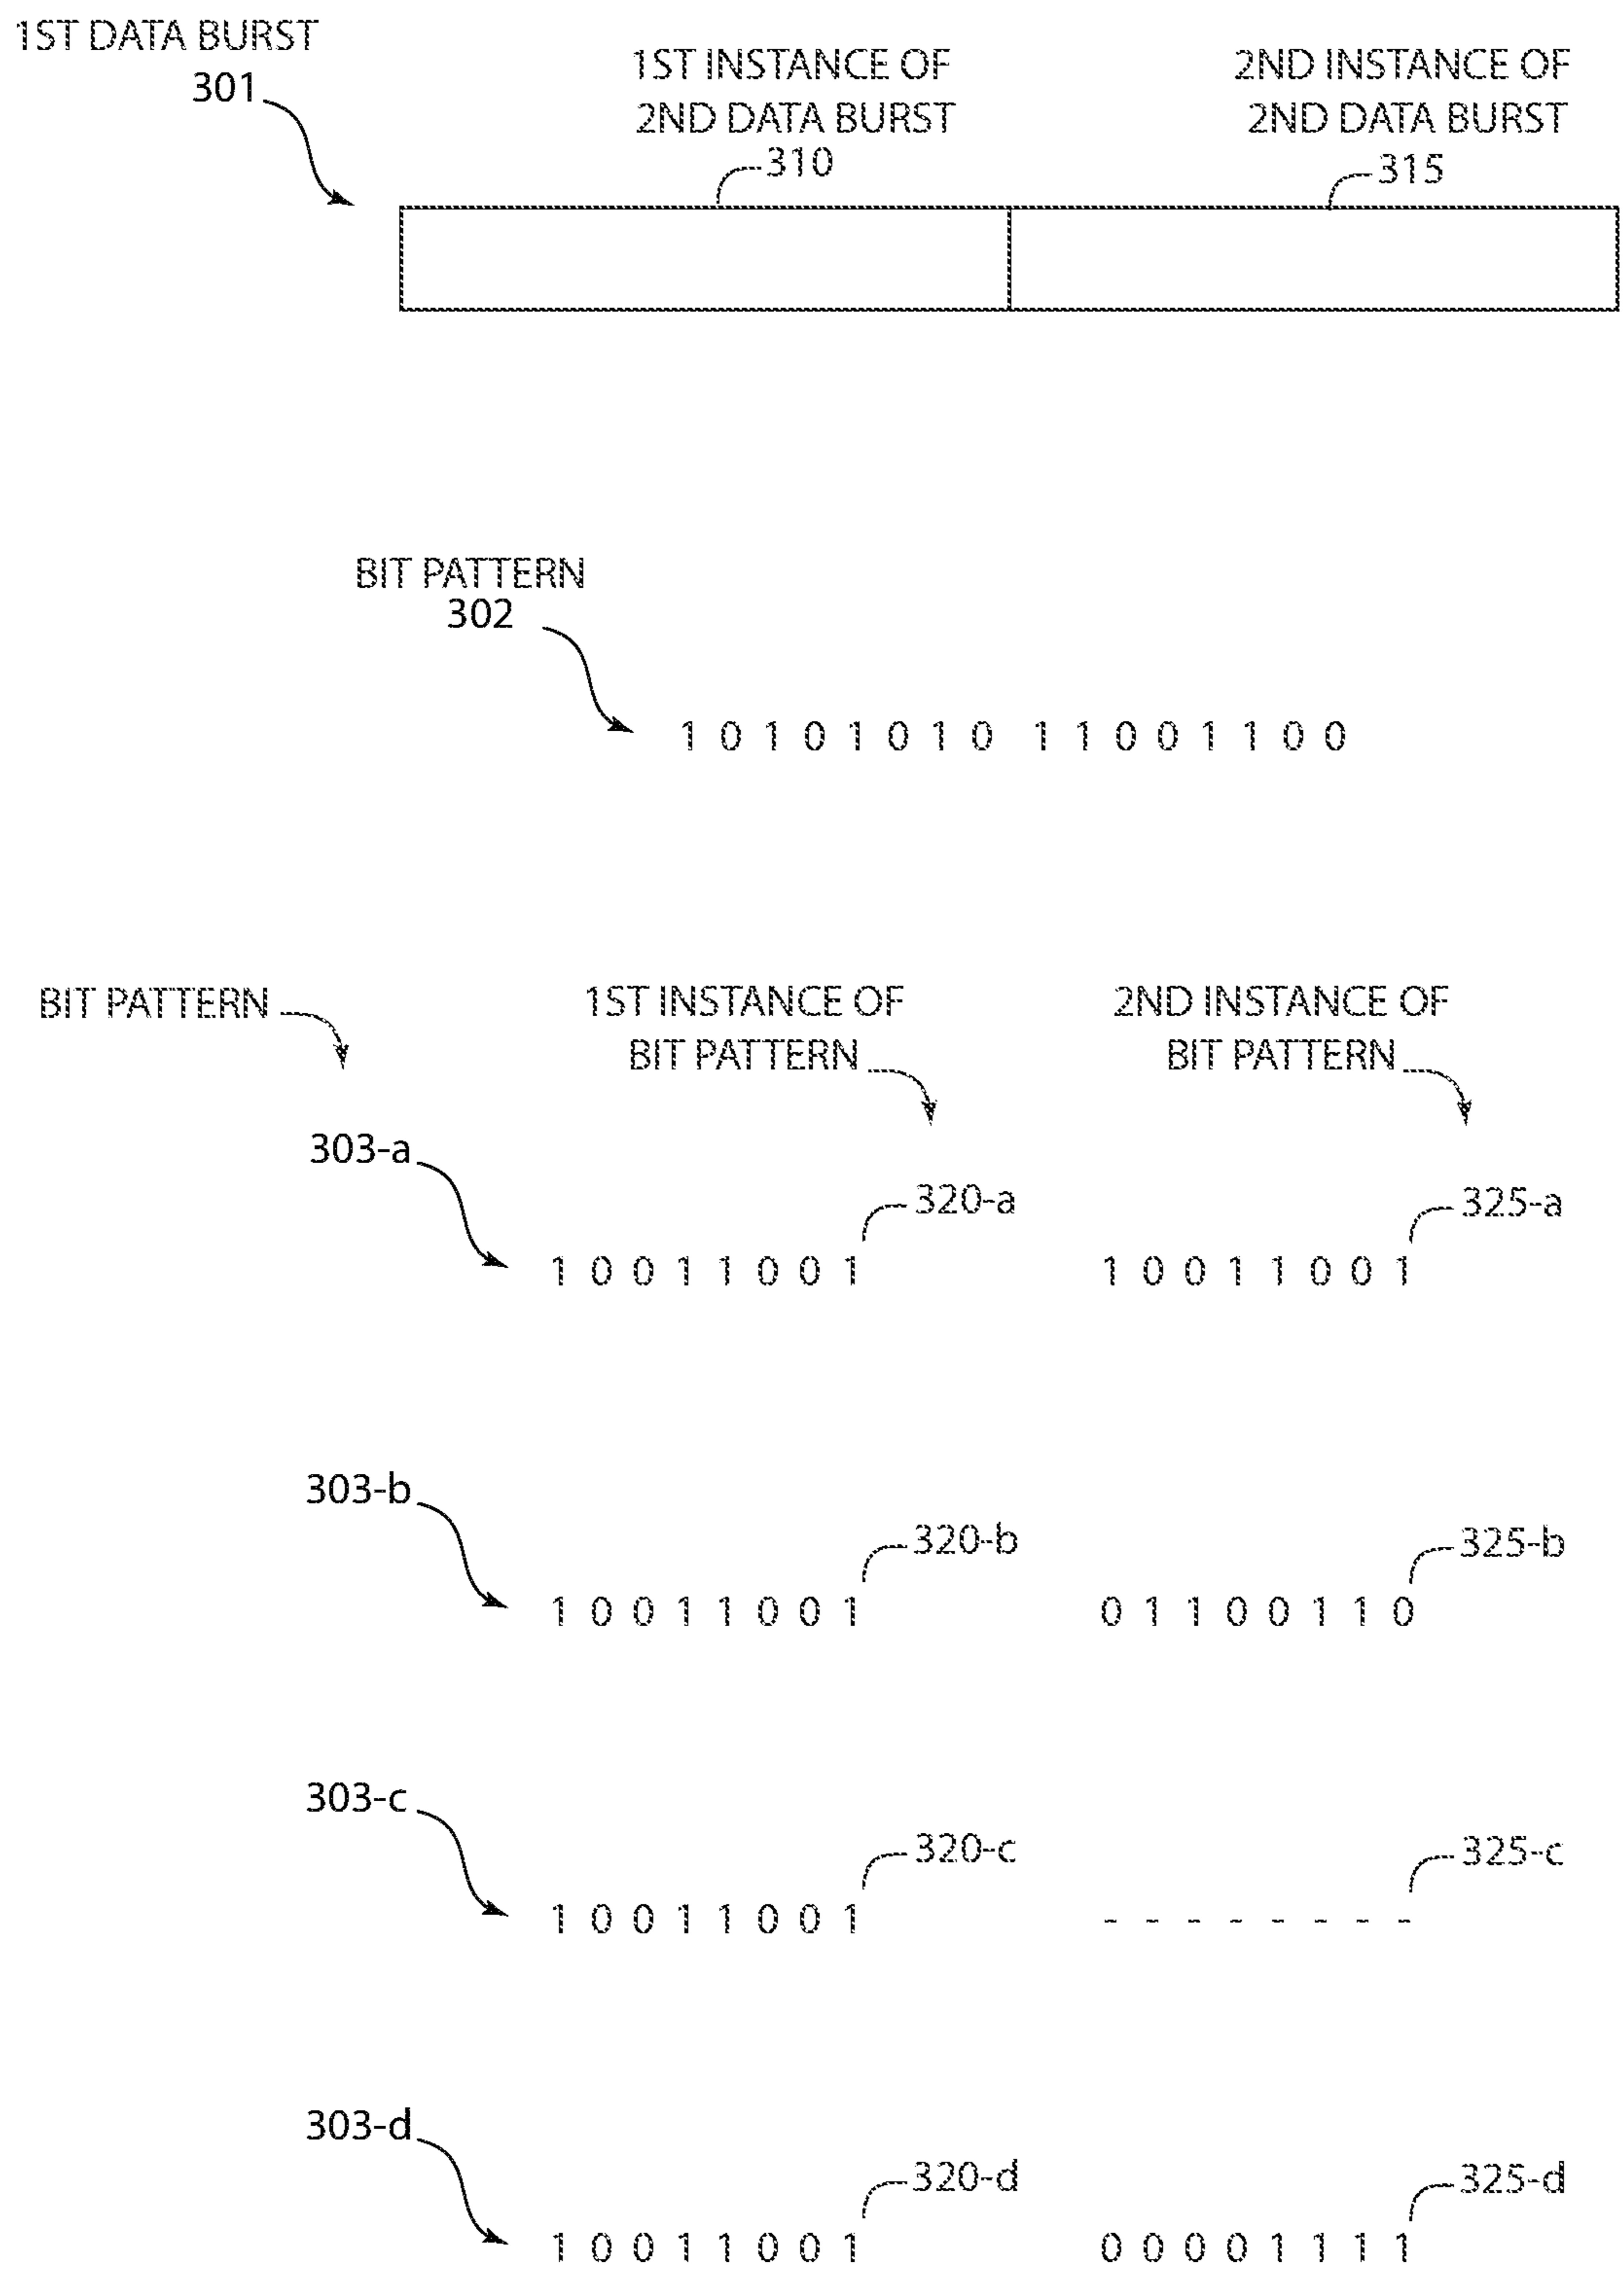 1ST DATA BURST
301
1ST INSTANCE OF
2ND DATA BURST
310
2ND INSTANCE OF
2ND DATA BURST
315
BIT PATTERN
302
1 0 1 0 1 0 1 0 1 1 0 0 1 1 0 0
BIT PATTERN
1ST INSTANCE OF
BIT PATTERN
2ND INSTANCE OF
BIT PATTERN
303-a
320-a
325-a
1 0 0 1 1 0 0 1
1 0 0 1 1 0 0 1
303-b
320-b
325-b
1 0 0 1 1 0 0 1
0 1 1 0 0 1 1 0
303-c
320-c
325-c
1 0 0 1 1 0 0 1
- - - - - - - -
303-d
320-d
325-d
1 0 0 1 1 0 0 1
0 0 0 0 1 1 1 1